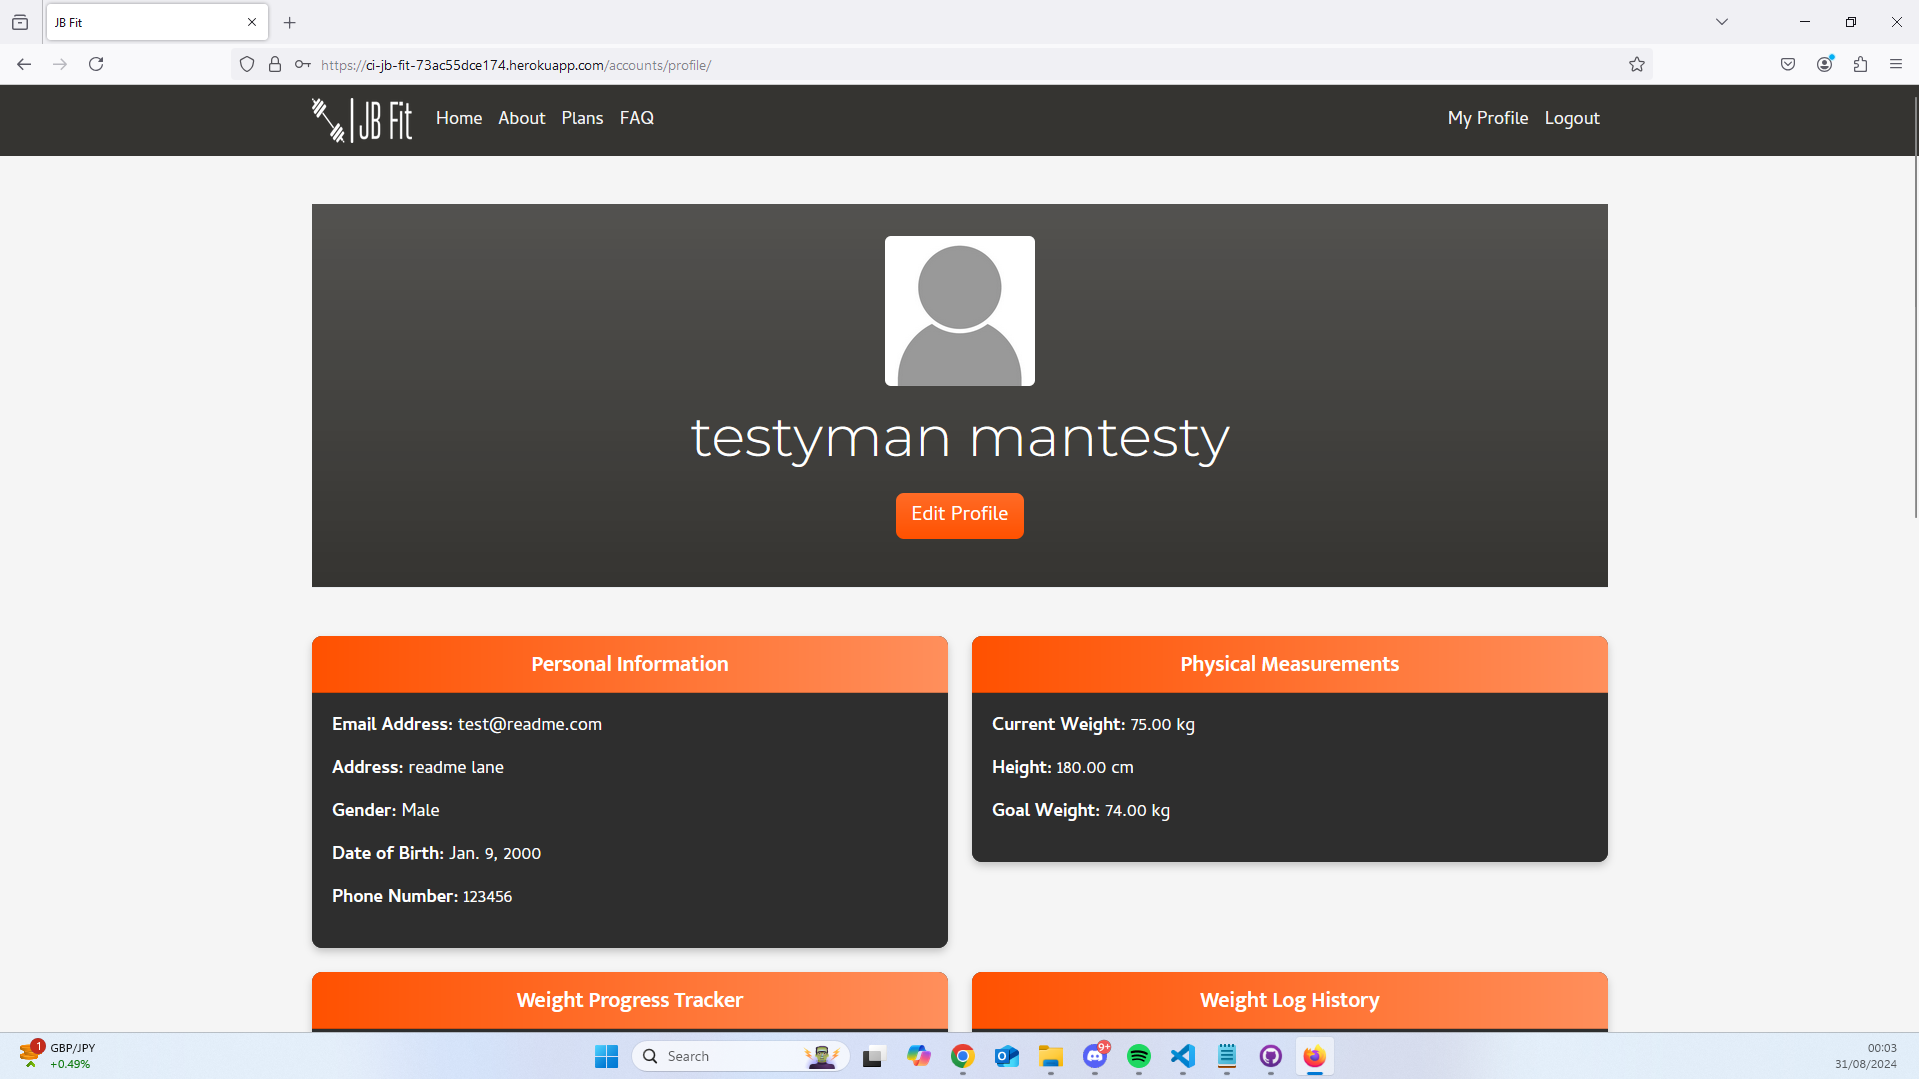 JB Fit
https://ci-jb-fit-73ac55dce174.herokuapp.com/accounts/profile/
JB Fit Home About Plans FAQ My Profile Logout
testyman mantesty
Edit Profile
Personal Information
Email Address: test@readme.com
Address: readme lane
Gender: Male
Date of Birth: Jan. 9, 2000
Phone Number: 123456
Physical Measurements
Current Weight: 75.00 kg
Height: 180.00 cm
Goal Weight: 74.00 kg
Weight Progress Tracker
Weight Log History
1
GBP/JPY
+0.49%
Search
9+
00:03
31/08/2024